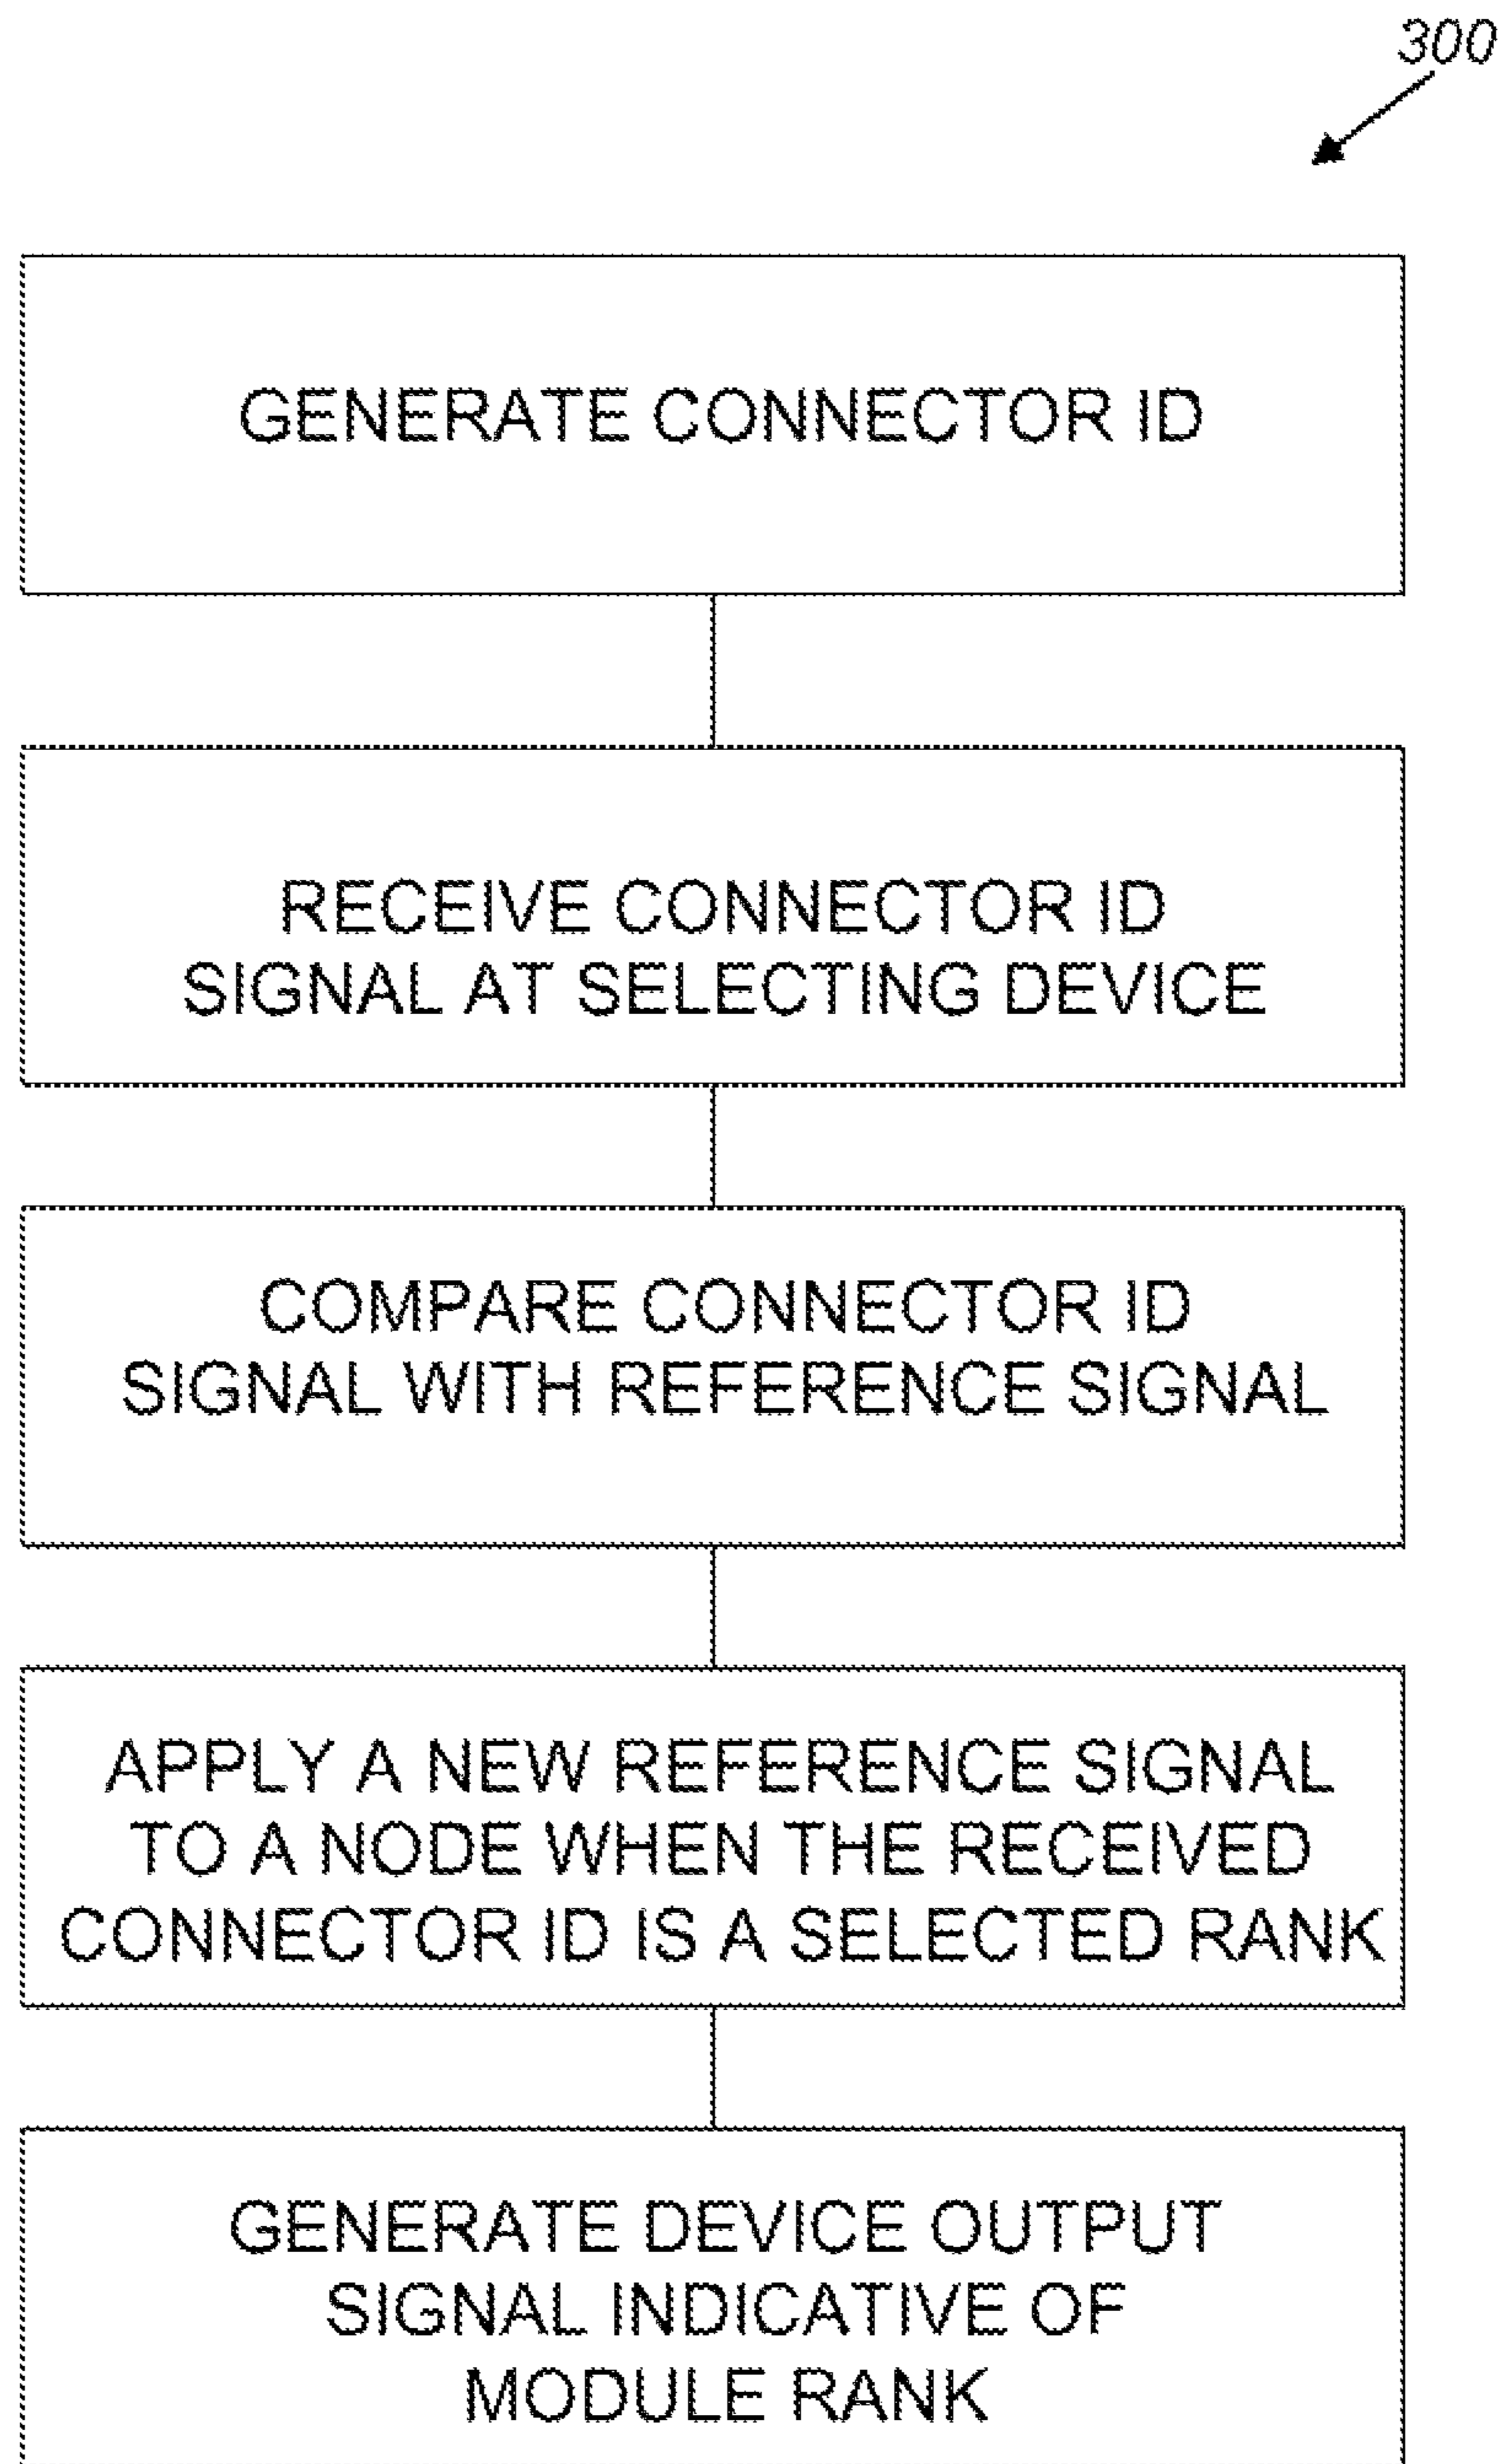 300
GENERATE CONNECTOR ID
RECEIVE CONNECTOR ID
SIGNAL AT SELECTING DEVICE
COMPARE CONNECTOR ID
SIGNAL WITH REFERENCE SIGNAL
APPLY A NEW REFERENCE SIGNAL
TO A NODE WHEN THE RECEIVED
CONNECTOR ID IS A SELECTED RANK
GENERATE DEVICE OUTPUT
SIGNAL INDICATIVE OF
MODULE RANK